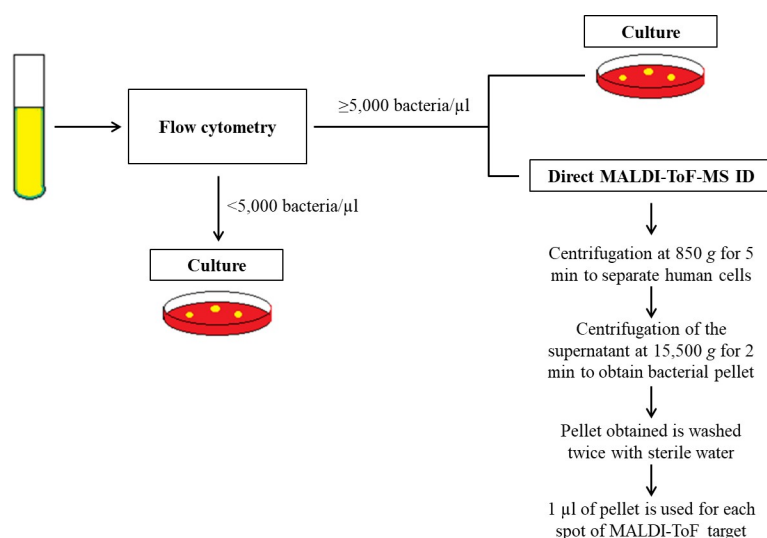 Culture
≥5,000 bacteria/µl
Flow cytometry
Direct MALDI-ToF-MS ID
<5,000 bacteria/µl
Culture
Centrifugation at 850 g for 5
min to separate human cells
Centrifugation of the
supernatant at 15,500 g for 2
min to obtain bacterial pellet
Pellet obtained is washed
twice with sterile water
1 µl of pellet is used for each
spot of MALDI-ToF target